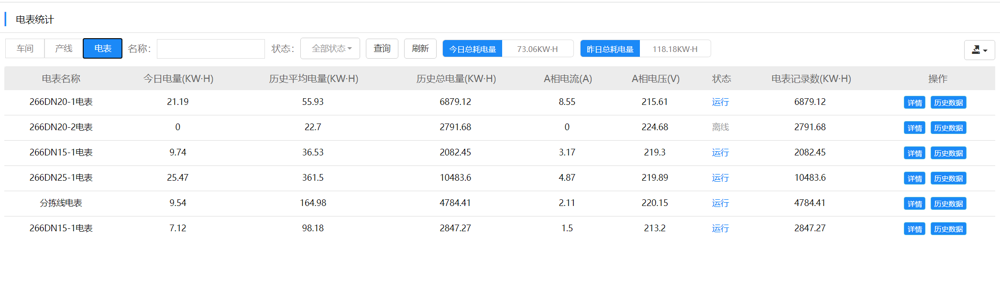 电表统计
车间 产线 电表 名称： 状态： 全部状态 查询 刷新 今日总耗电量 73.06KW·H 昨日总耗电量 118.18KW·H
电表名称 今日电量(KW·H) 历史平均电量(KW·H) 历史总电量(KW·H) A相电流(A) A相电压(V) 状态 电表记录数(KW·H) 操作
266DN20-1电表 21.19 55.93 6879.12 8.55 215.61 运行 6879.12 详情 历史数据
266DN20-2电表 0 22.7 2791.68 0 224.68 离线 2791.68 详情 历史数据
266DN15-1电表 9.74 36.53 2082.45 3.17 219.3 运行 2082.45 详情 历史数据
266DN25-1电表 25.47 361.5 10483.6 4.87 219.89 运行 10483.6 详情 历史数据
分拣线电表 9.54 164.98 4784.41 2.11 220.15 运行 4784.41 详情 历史数据
266DN15-1电表 7.12 98.18 2847.27 1.5 213.2 运行 2847.27 详情 历史数据